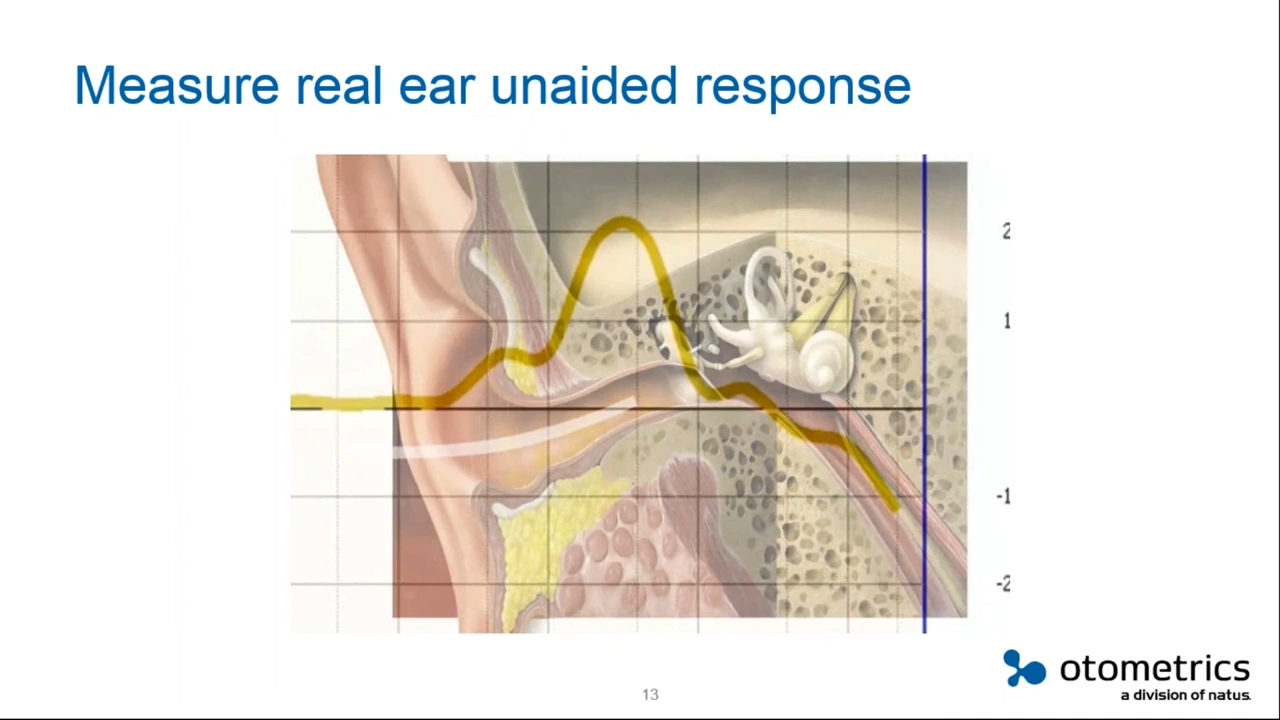 Measure real ear unaided response
2
1
-1
-2
13
otometrics
a division of natus.